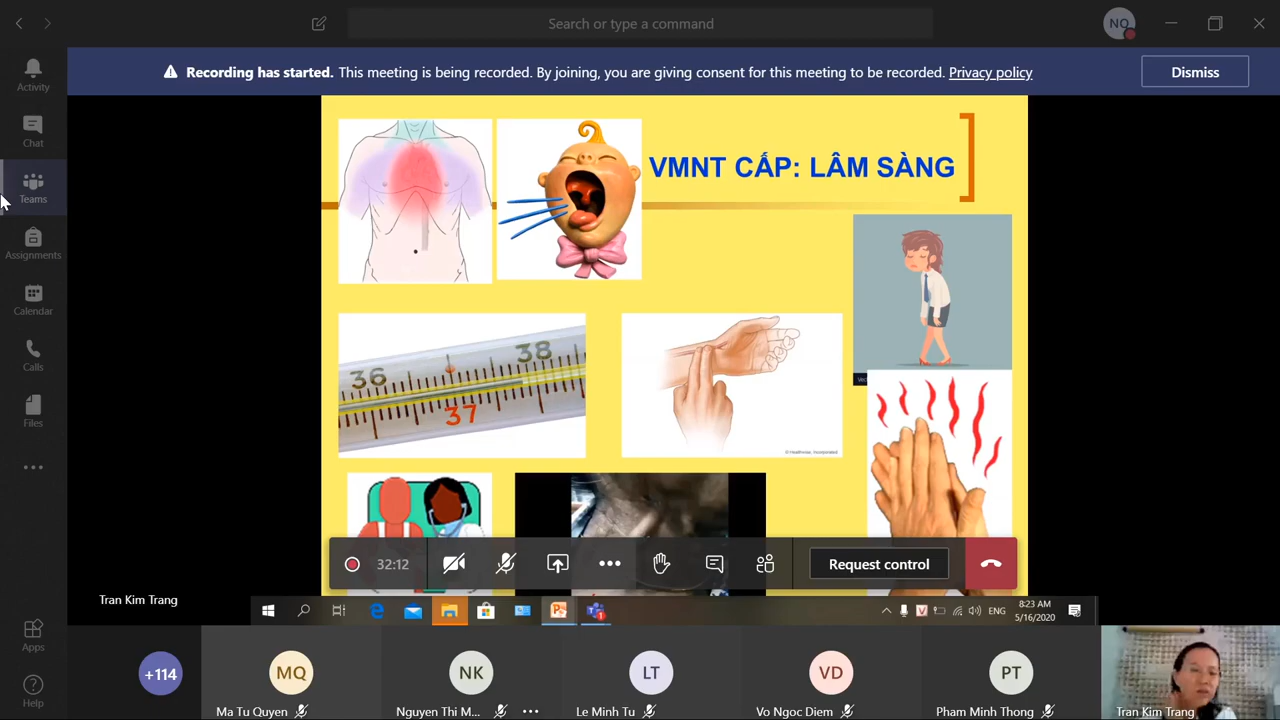 Search or type a command
NQ
Recording has started. This meeting is being recorded. By joining, you are giving consent for this meeting to be recorded. Privacy policy
Dismiss
Activity
Chat
Teams
Assignments
Calendar
Calls
Files
Apps
Help
VMNT CẤP: LÂM SÀNG
36
37
38
© Healthwise, Incorporated
32:12
Request control
Tran Kim Trang
ENG
8:23 AM
5/16/2020
+114
MQ
Ma Tu Quyen
NK
Nguyen Thi M...
LT
Le Minh Tu
VD
Vo Ngoc Diem
PT
Pham Minh Thong
Tran Kim Trang